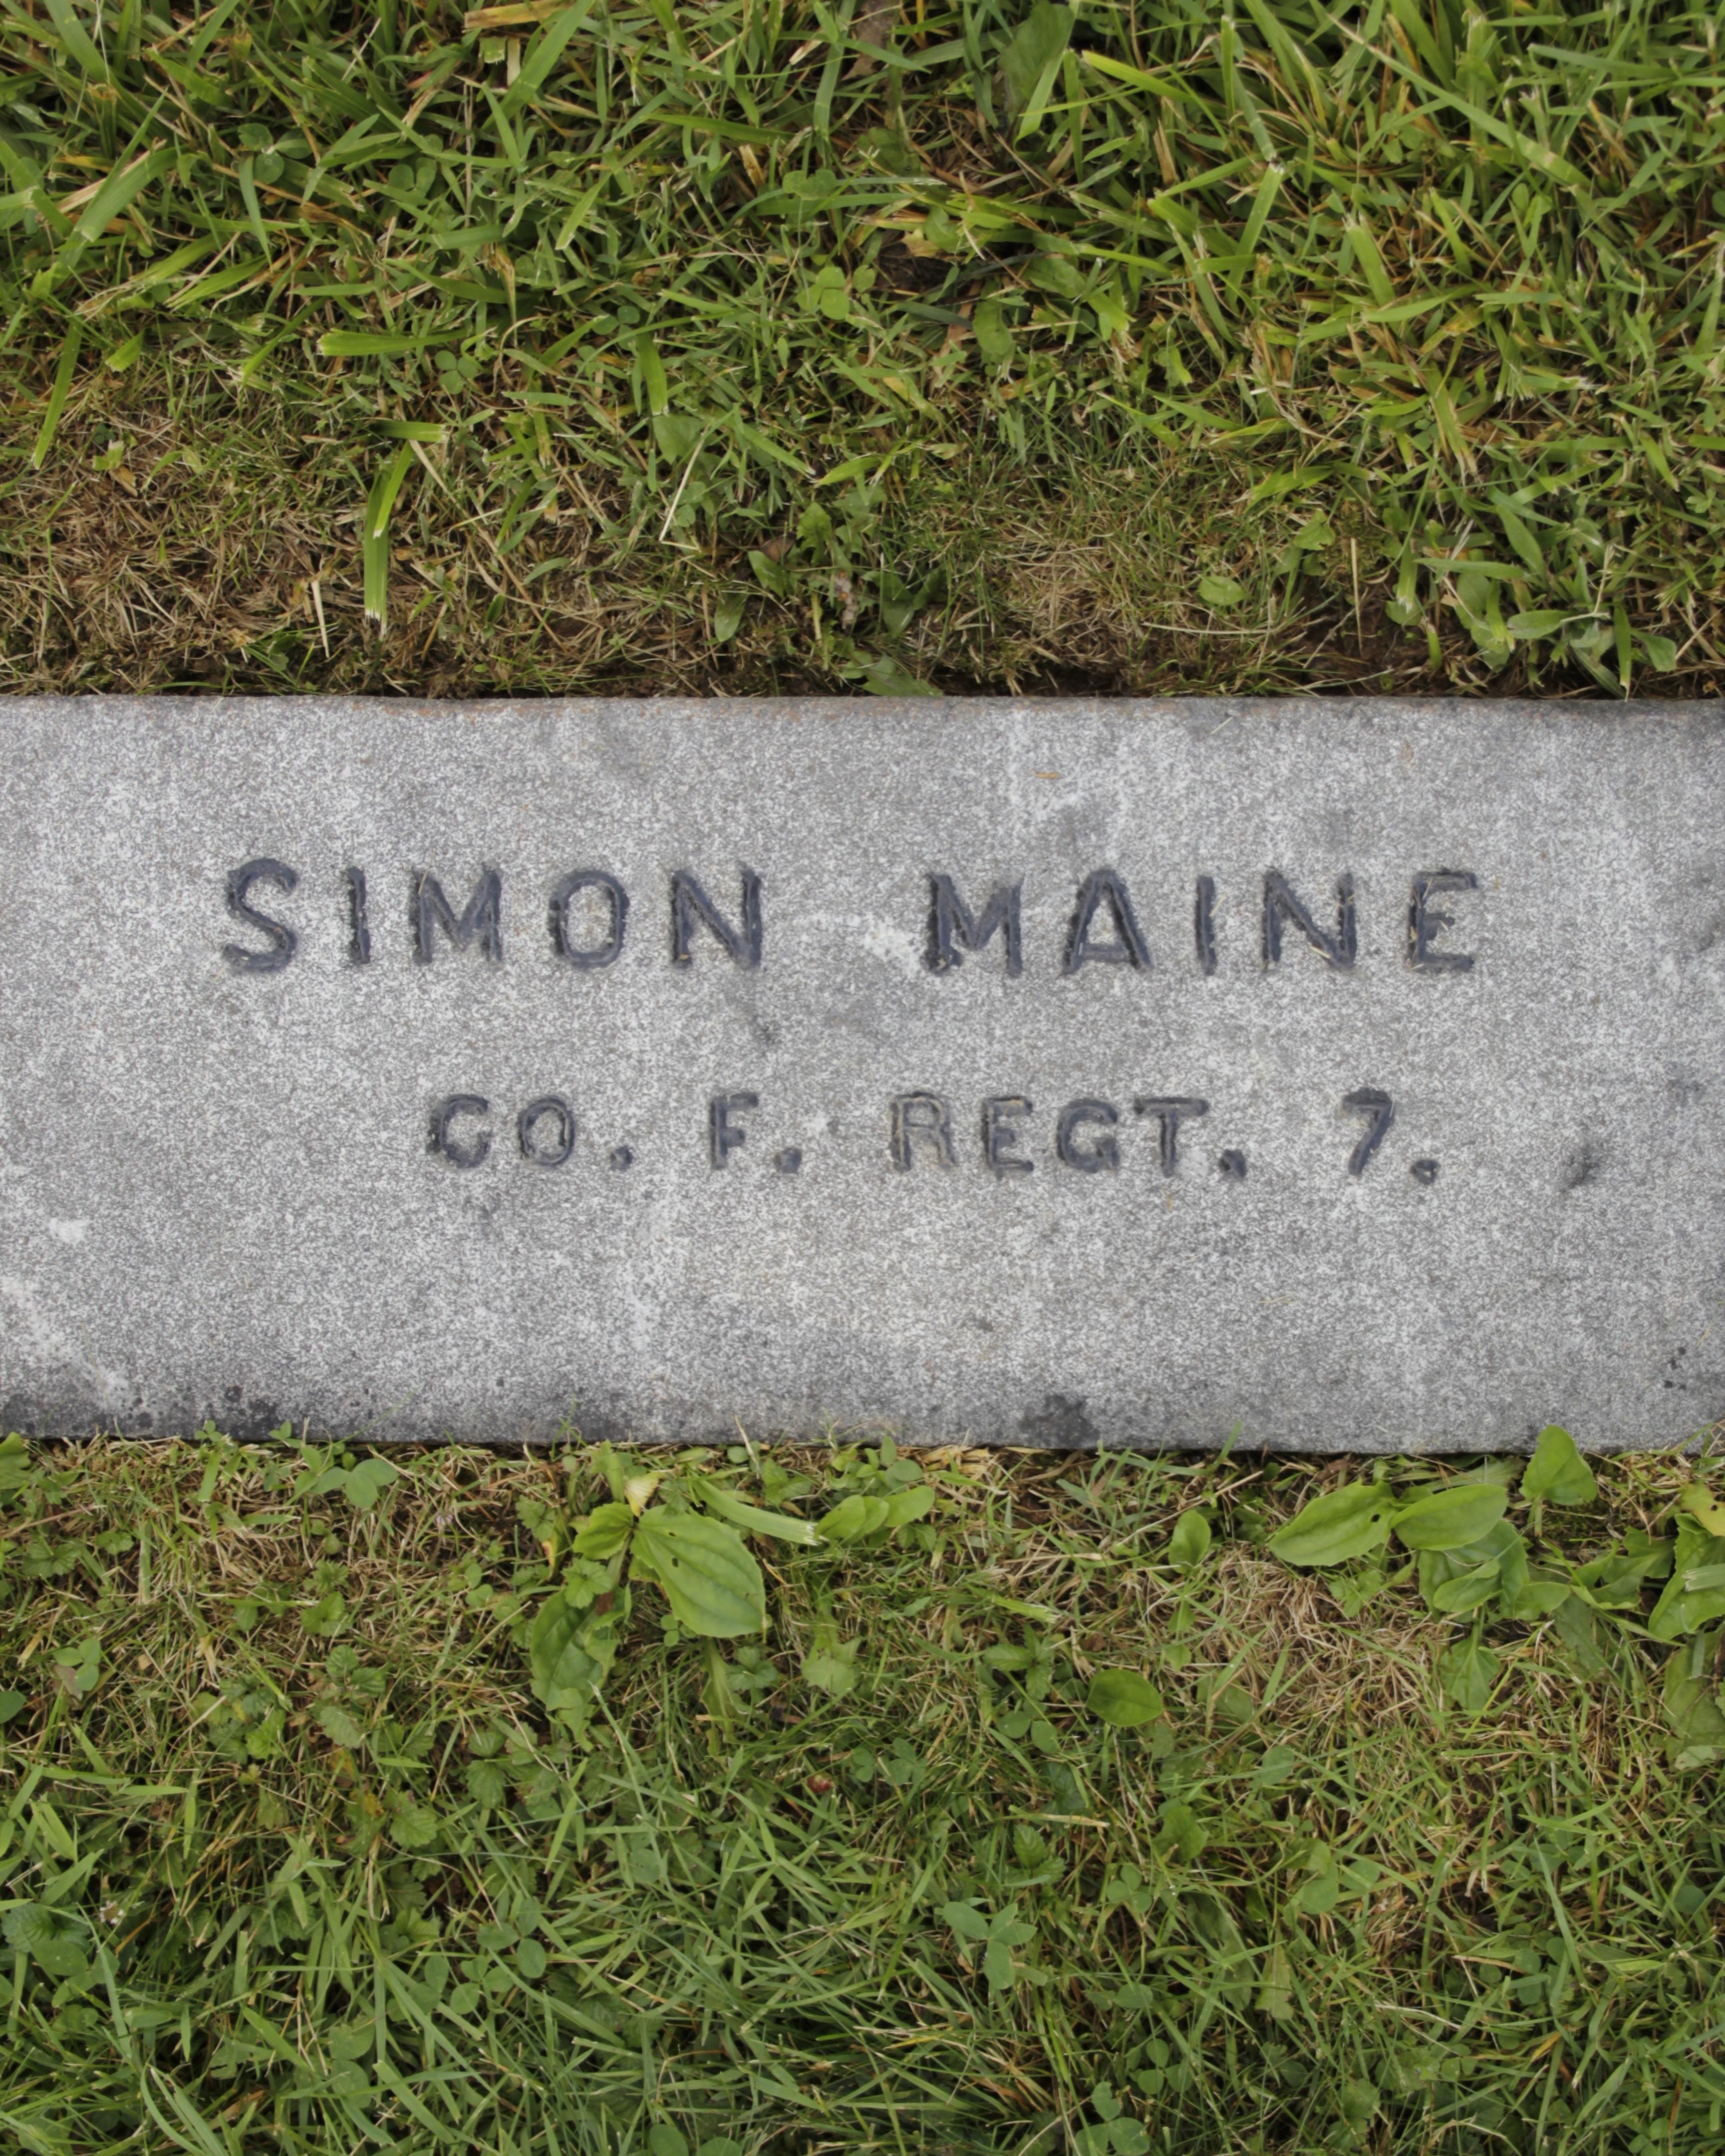 SIMON MAINE
CO. F. REGT. 7.